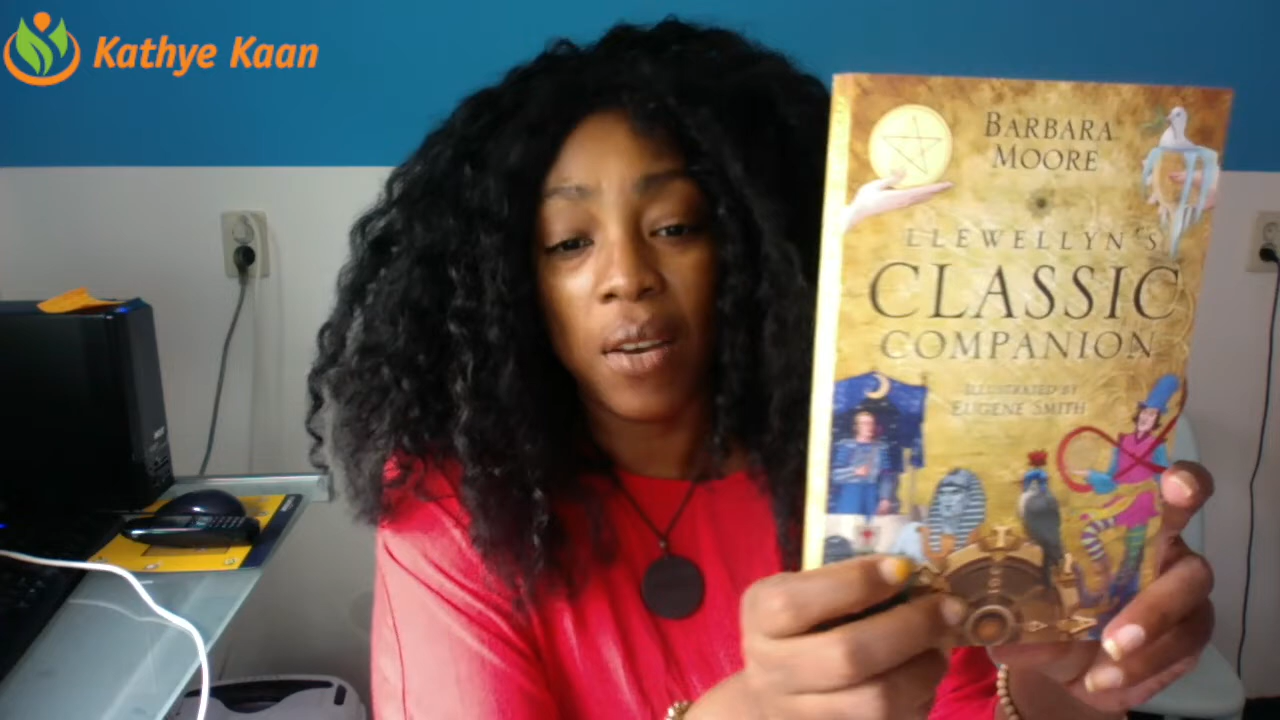 Kathye Kaan
BARBARA
MOORE
LLEWELLYN'S
CLASSIC
COMPANION
ILLUSTRATED BY
EUGENE SMITH